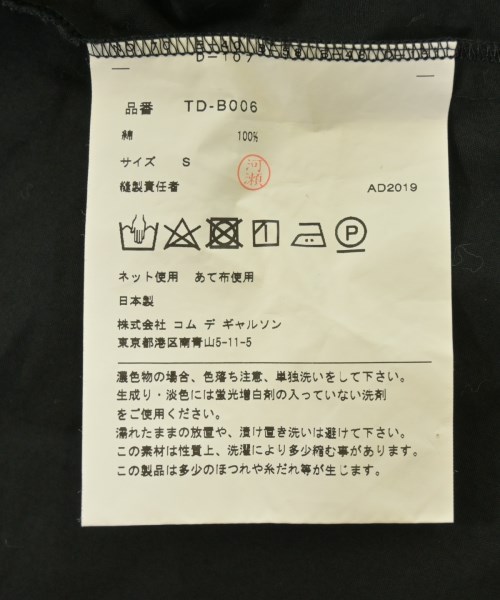 品番 TD-B006
綿 100%
サイズ S
河瀬
縫製責任者 AD2019
P
ネット使用 あて布使用
日本製
株式会社 コム デ ギャルソン
東京都港区南青山5-11-5
濃色物の場合、色落ち注意、単独洗いをして下さい。
生成り・淡色には蛍光増白剤の入っていない洗剤
をご使用ください。
濡れたままの放置や、漬け置き洗いは避けて下さい。
この素材は性質上、洗濯により多少縮む事があります。
この製品は多少のほつれや糸だれ等が生じます。